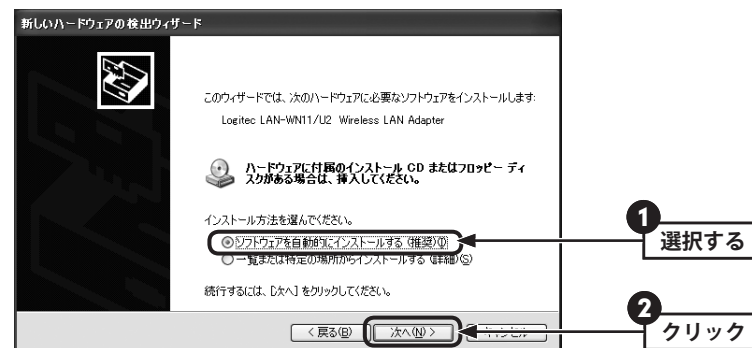 新しいハードウェアの検出ウィザード
このウィザードでは、次のハードウェアに必要なソフトウェアをインストールします:
Logitec LAN-WN11/U2 Wireless LAN Adapter
ハードウェアに付属のインストール CD またはフロッピー ディ
スクがある場合は、挿入してください。
インストール方法を選んでください。
ソフトウェアを自動的にインストールする (推奨)(I)
一覧または特定の場所からインストールする (詳細)(S)
続行するには、[次へ] をクリックしてください。
< 戻る(B) 次へ(N) > キャンセル
1
選択する
2
クリック